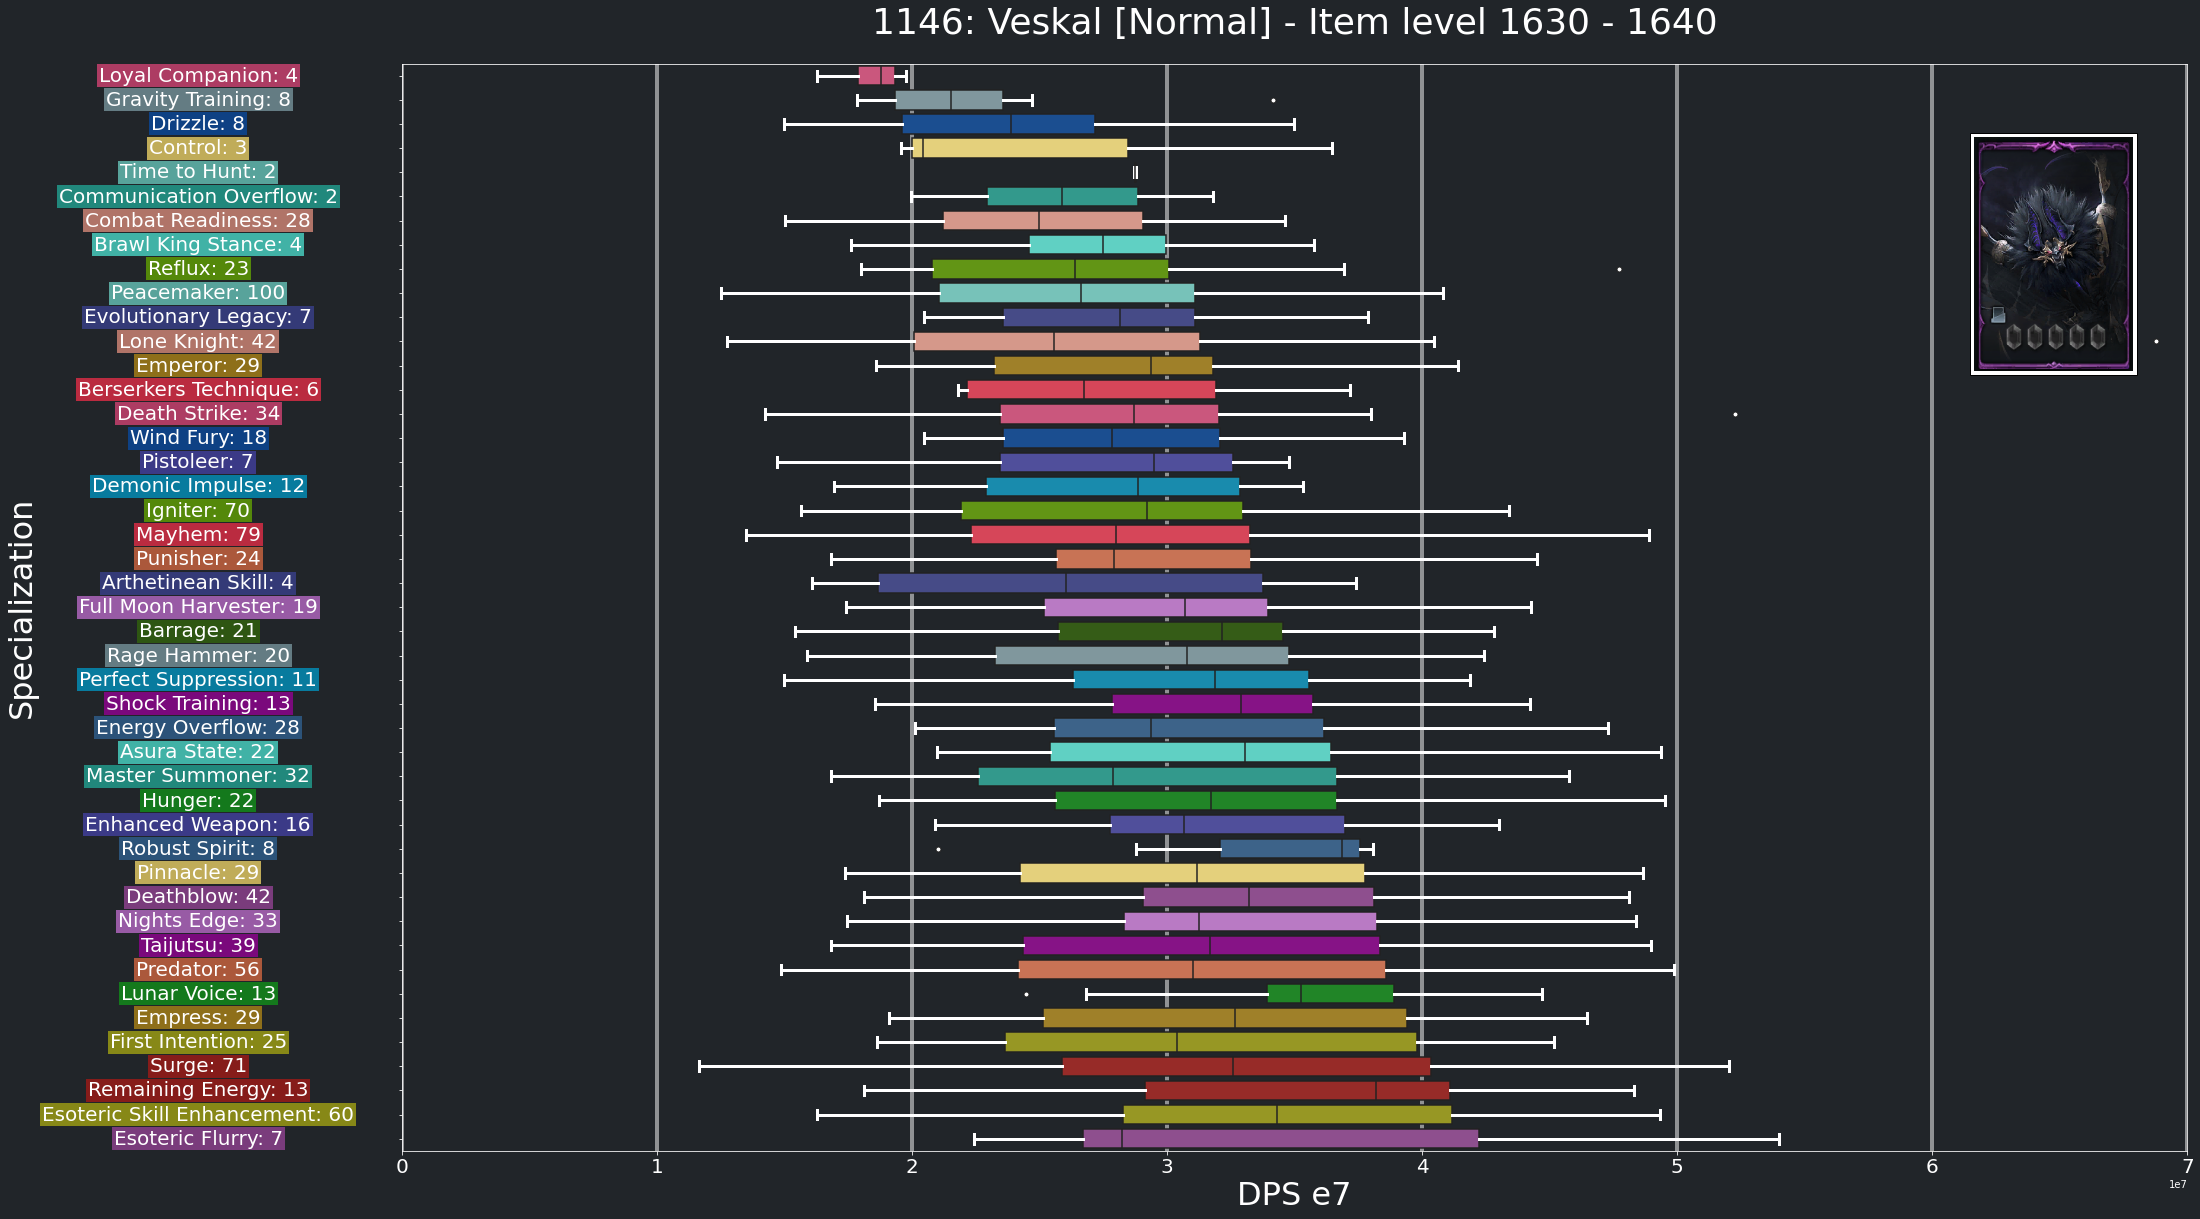 1146: Veskal [Normal] - Item level 1630 - 1640
Loyal Companion: 4
Gravity Training: 8
Drizzle: 8
Control: 3
Time to Hunt: 2
Communication Overflow: 2
Combat Readiness: 28
Brawl King Stance: 4
Reflux: 23
Peacemaker: 100
Evolutionary Legacy: 7
Lone Knight: 42
Emperor: 29
Berserkers Technique: 6
Death Strike: 34
Wind Fury: 18
Pistoleer: 7
Demonic Impulse: 12
Igniter: 70
Mayhem: 79
Punisher: 24
Arthetinean Skill: 4
Full Moon Harvester: 19
Barrage: 21
Rage Hammer: 20
Perfect Suppression: 11
Shock Training: 13
Energy Overflow: 28
Asura State: 22
Master Summoner: 32
Hunger: 22
Enhanced Weapon: 16
Robust Spirit: 8
Pinnacle: 29
Deathblow: 42
Nights Edge: 33
Taijutsu: 39
Predator: 56
Lunar Voice: 13
Empress: 29
First Intention: 25
Surge: 71
Remaining Energy: 13
Esoteric Skill Enhancement: 60
Esoteric Flurry: 7
Specialization
0 1 2 3 4 5 6 7
DPS e7
1e7